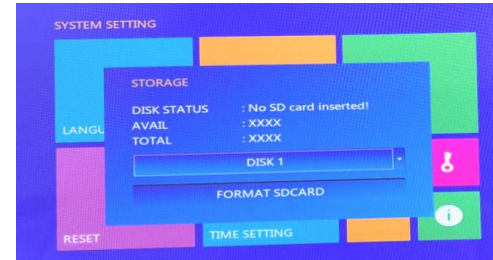 SYSTEM SETTING
STORAGE
DISK STATUS : No SD card inserted!
AVAIL : XXXX
TOTAL : XXXX
DISK 1
FORMAT SDCARD
LANGU
RESET
TIME SETTING
i